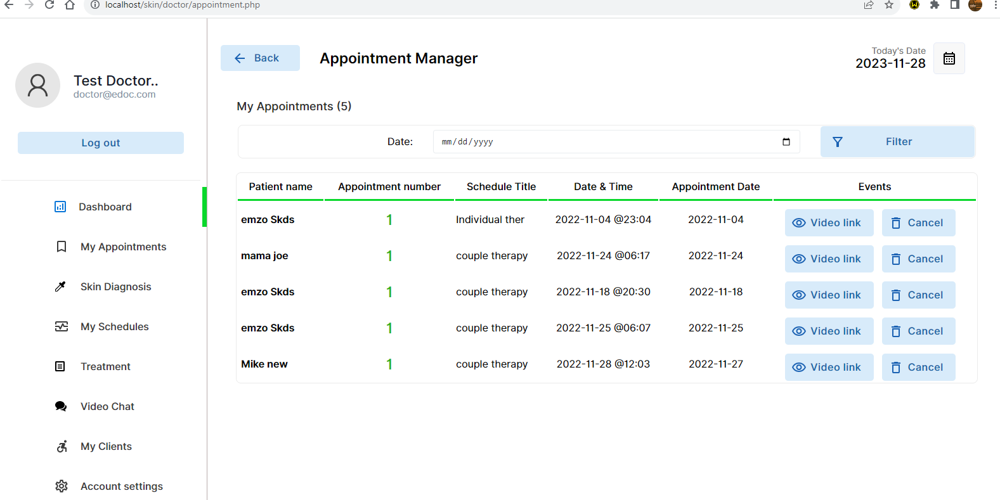 localhost/skin/doctor/appointment.php
Test Doctor..
doctor@edoc.com
Log out
Dashboard
My Appointments
Skin Diagnosis
My Schedules
Treatment
Video Chat
My Clients
Account settings
Back
Appointment Manager
Today's Date
2023-11-28
My Appointments (5)
Date: mm/dd/yyyy Filter
Patient name Appointment number Schedule Title Date & Time Appointment Date Events
emzo Skds 1 Individual ther 2022-11-04 @23:04 2022-11-04 Video link Cancel
mama joe 1 couple therapy 2022-11-24 @06:17 2022-11-24 Video link Cancel
emzo Skds 1 couple therapy 2022-11-18 @20:30 2022-11-18 Video link Cancel
emzo Skds 1 couple therapy 2022-11-25 @06:07 2022-11-25 Video link Cancel
Mike new 1 couple therapy 2022-11-28 @12:03 2022-11-27 Video link Cancel